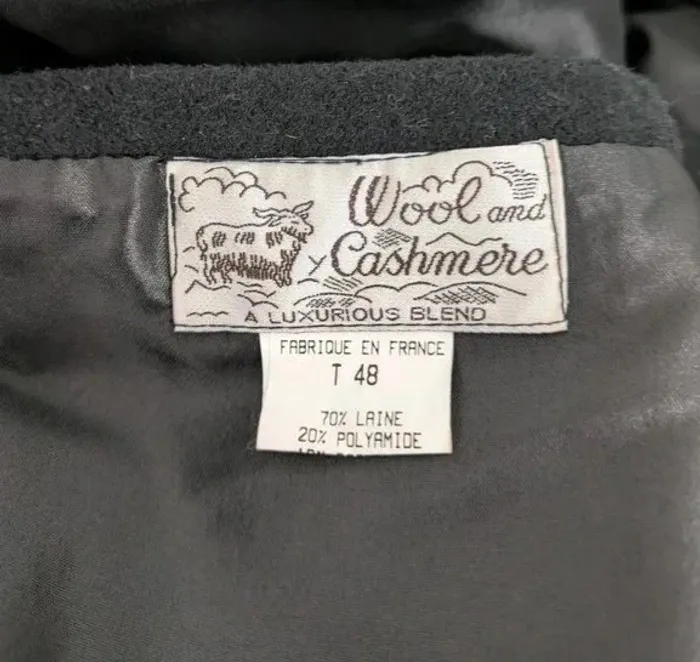 Wool and
Cashmere
A LUXURIOUS BLEND
FABRIQUE EN FRANCE
T 48
70% LAINE
20% POLYAMIDE